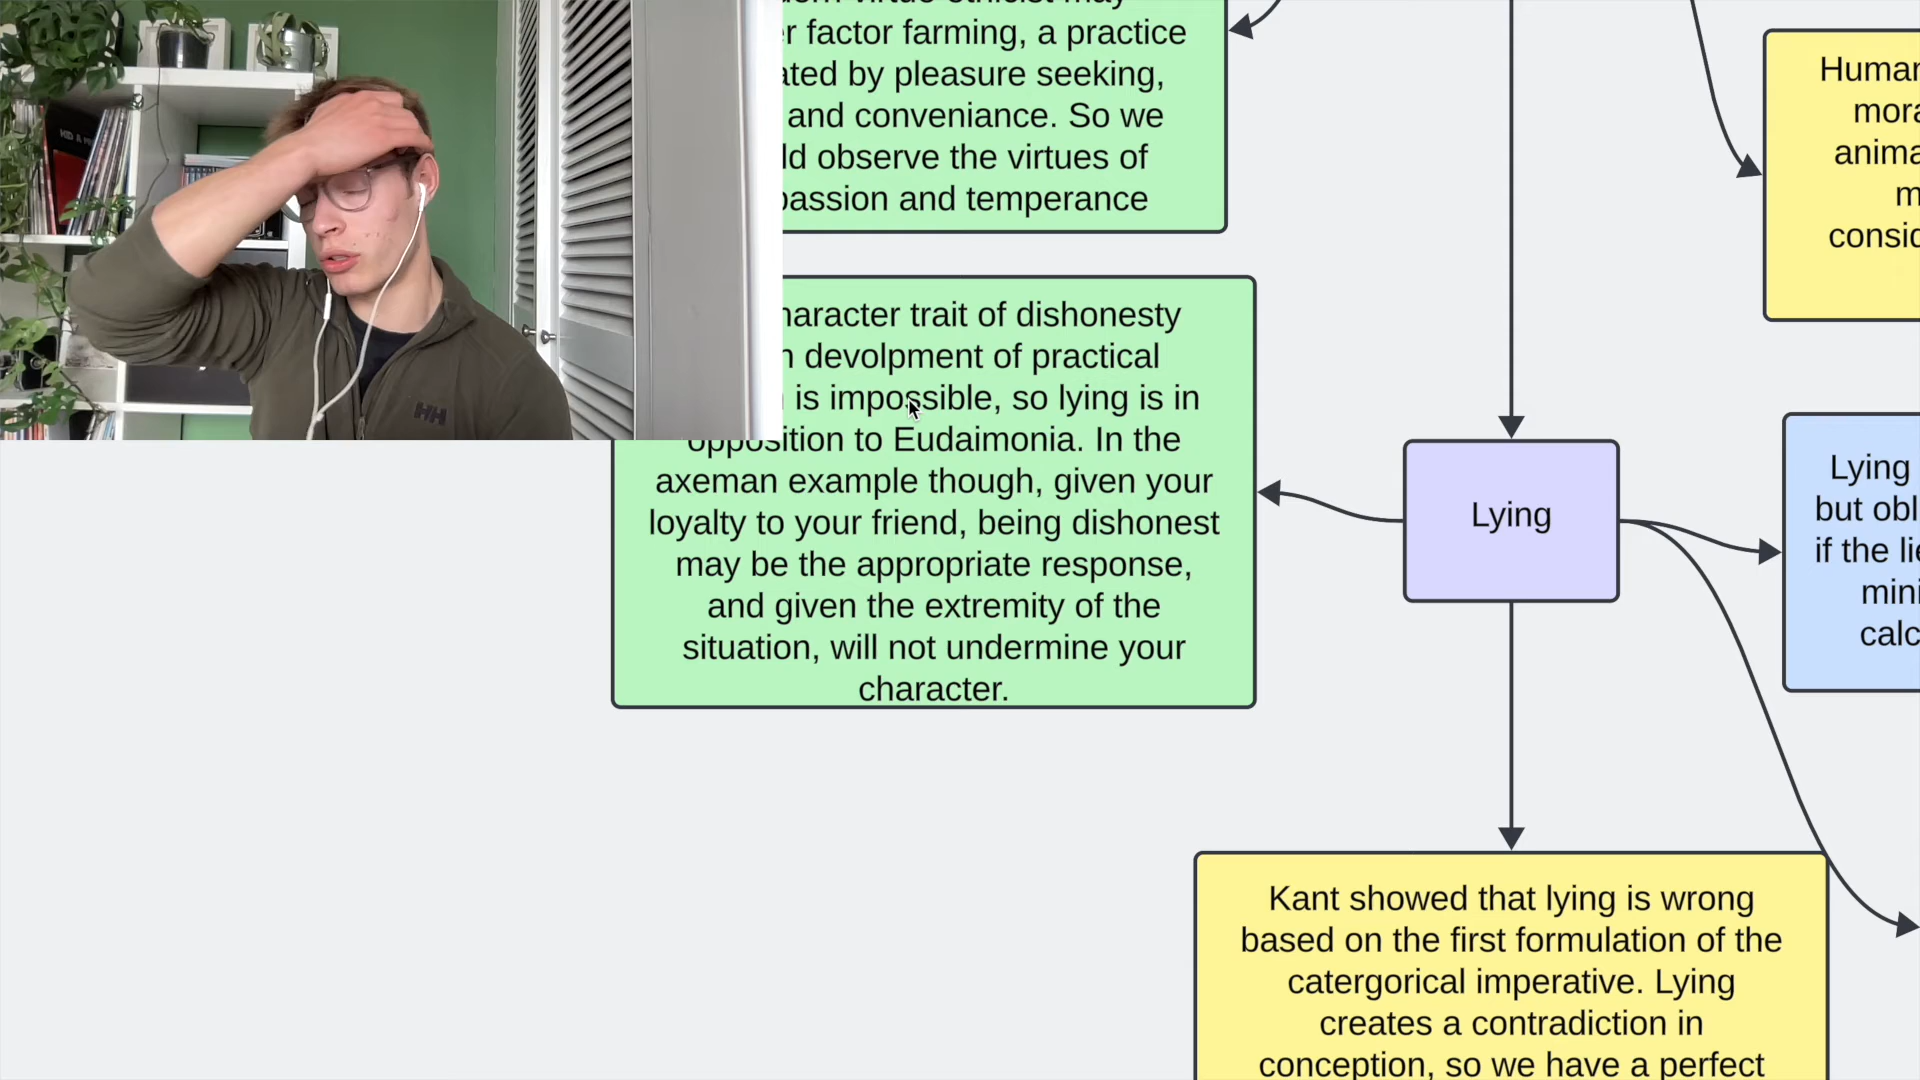 r factor farming, a practice
ated by pleasure seeking,
and conveniance. So we
ld observe the virtues of
passion and temperance
haracter trait of dishonesty
n devolpment of practical
is impossible, so lying is in
opposition to Eudaimonia. In the
axeman example though, given your
loyalty to your friend, being dishonest
may be the appropriate response,
and given the extremity of the
situation, will not undermine your
character.
Lying
Human
mora
anima
m
consid
Lying
but obl
if the lie
mini
calc
Kant showed that lying is wrong
based on the first formulation of the
catergorical imperative. Lying
creates a contradiction in
conception, so we have a perfect
HH